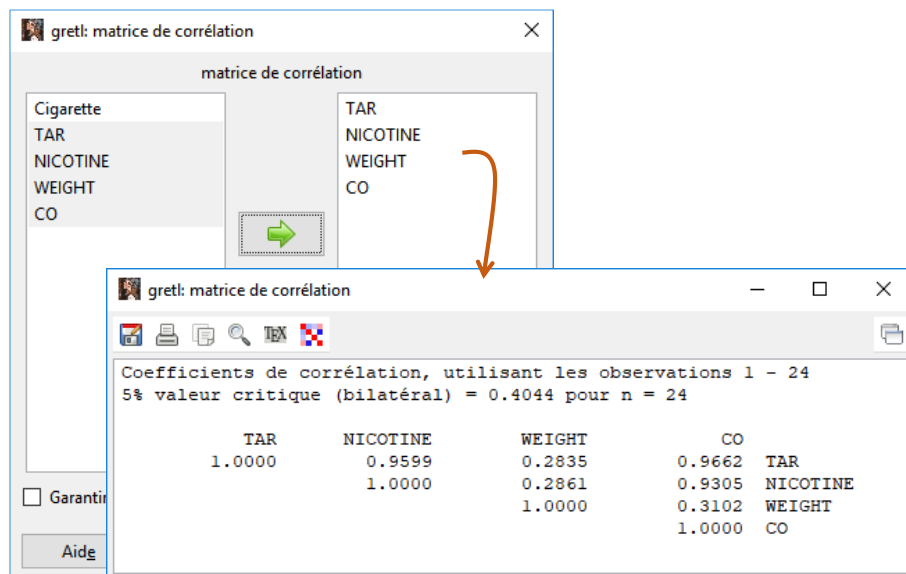 gretl: matrice de corrélation
matrice de corrélation
Cigarette
TAR
NICOTINE
WEIGHT
CO
TAR
NICOTINE
WEIGHT
CO
Garantir
Aide
gretl: matrice de corrélation
TEX
Coefficients de corrélation, utilisant les observations 1 - 24
5% valeur critique (bilatéral) = 0.4044 pour n = 24
TAR NICOTINE WEIGHT CO
1.0000 0.9599 0.2835 0.9662 TAR
1.0000 0.2861 0.9305 NICOTINE
1.0000 0.3102 WEIGHT
1.0000 CO